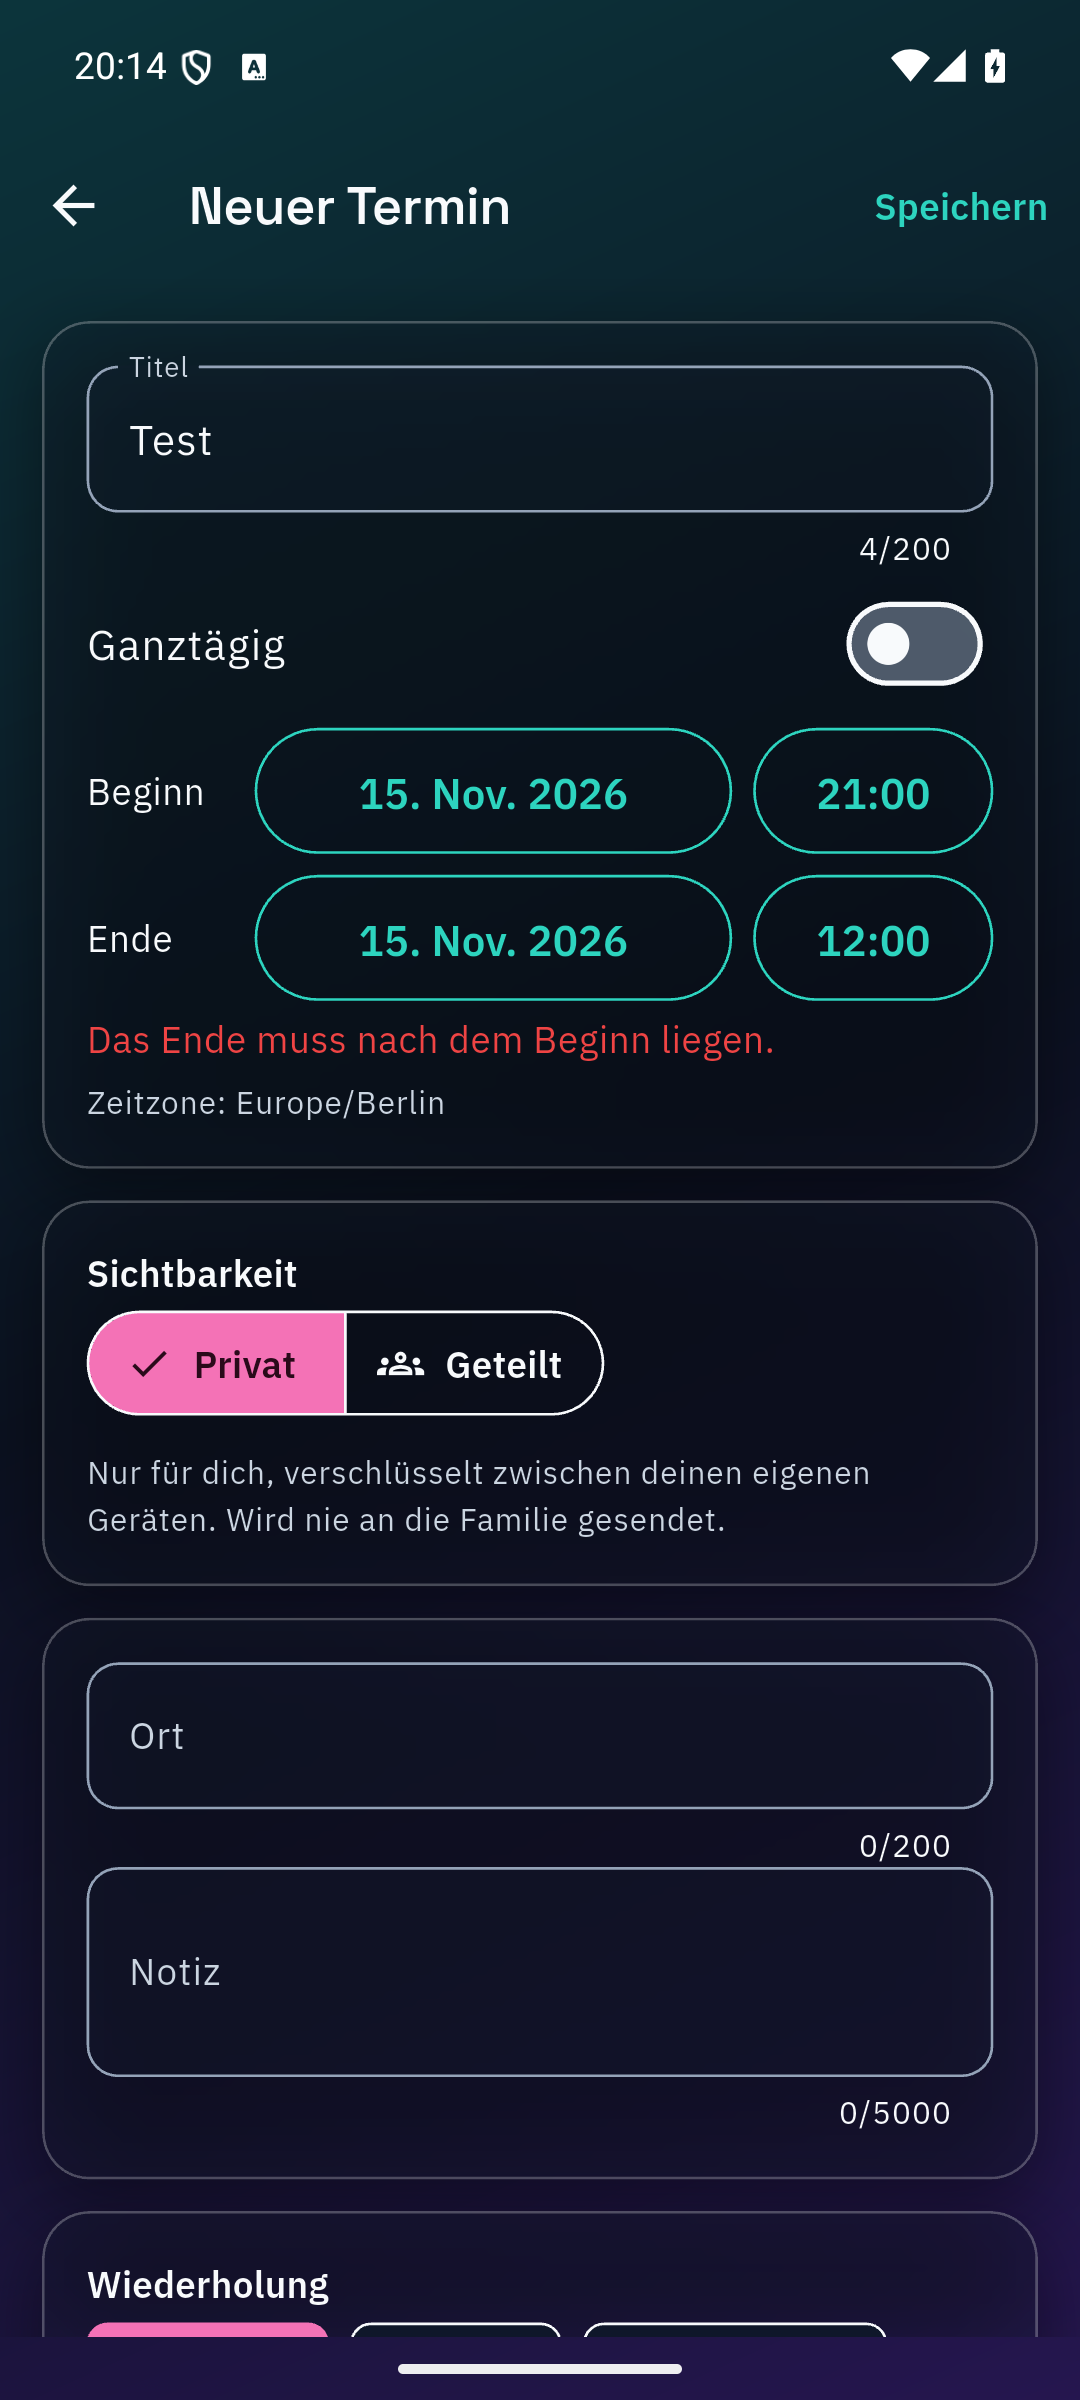 20:14
Neuer Termin
Speichern
Titel
Test
4/200
Ganztägig
Beginn
15. Nov. 2026
21:00
Ende
15. Nov. 2026
12:00
Das Ende muss nach dem Beginn liegen.
Zeitzone: Europe/Berlin
Sichtbarkeit
Privat
Geteilt
Nur für dich, verschlüsselt zwischen deinen eigenen
Geräten. Wird nie an die Familie gesendet.
Ort
0/200
Notiz
0/5000
Wiederholung